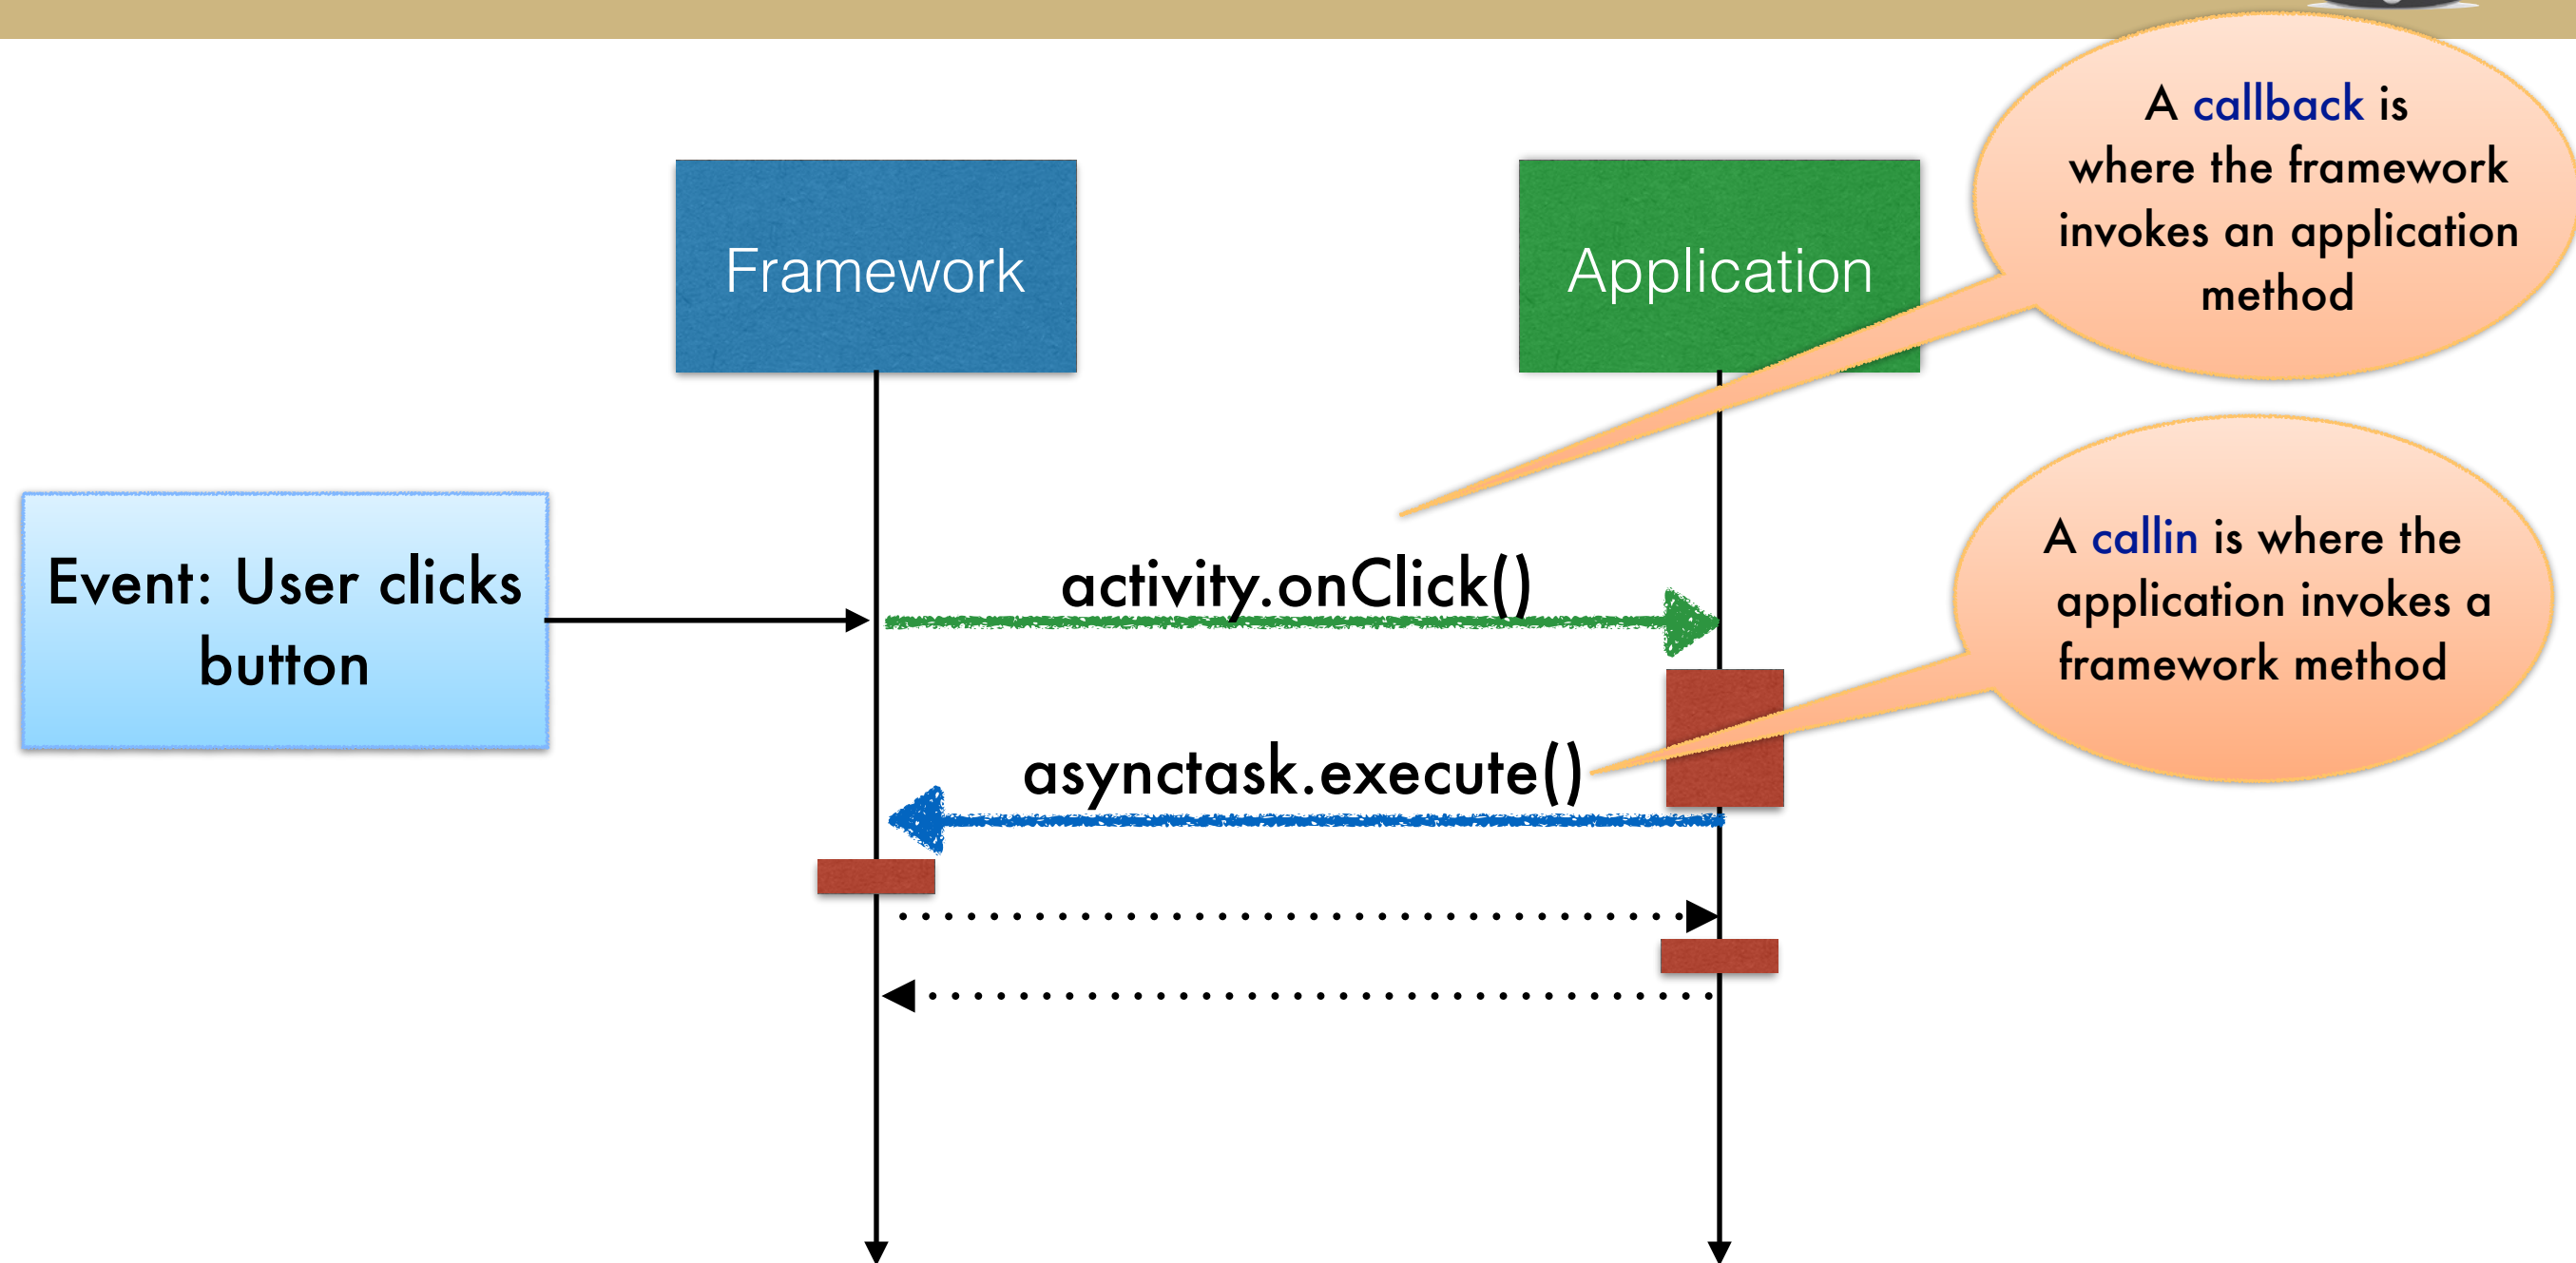 A callback is
where the framework
invokes an application
method
Framework
Application
A callin is where the
application invokes a
framework method
Event: User clicks
button
activity.onClick()
asynctask.execute()